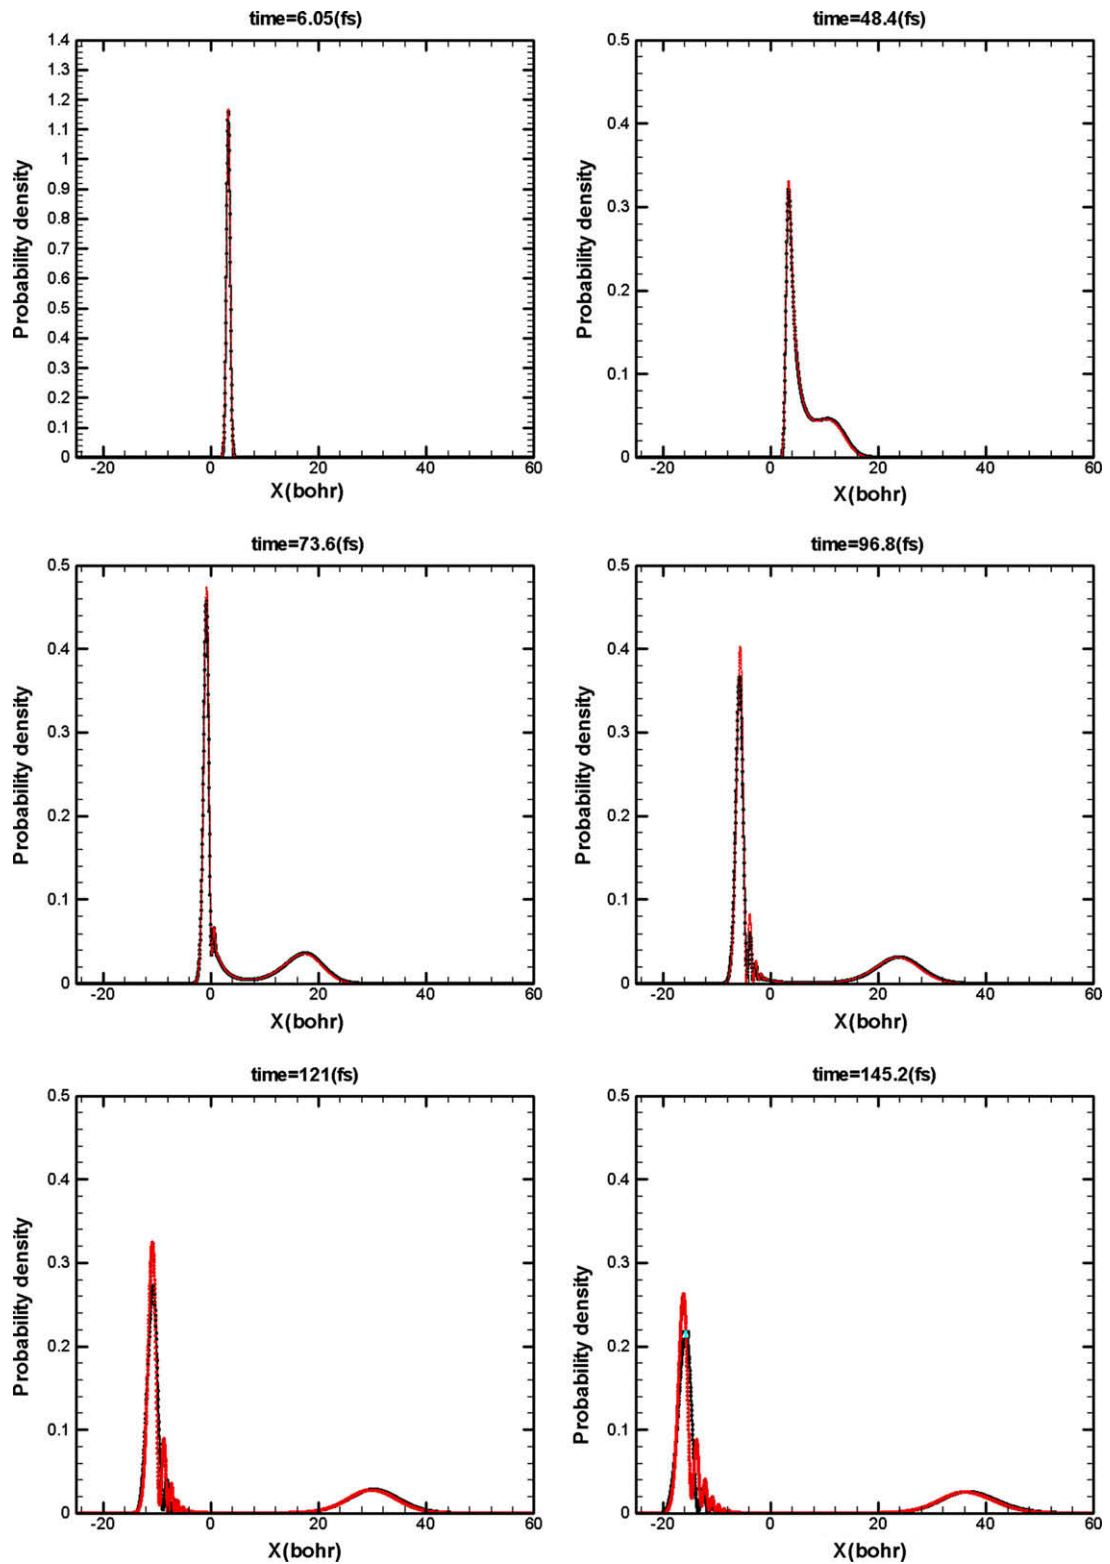 time=6.05(fs)
1.4
1.3
1.2
1.1
1
0.9
0.8
0.7
0.6
0.5
0.4
0.3
0.2
0.1
0
Probability density
-20 0 20 40 60
X(bohr)
time=48.4(fs)
0.5
0.4
0.3
0.2
0.1
0
Probability density
-20 0 20 40 60
X(bohr)
time=73.6(fs)
0.5
0.4
0.3
0.2
0.1
0
Probability density
-20 0 20 40 60
X(bohr)
time=96.8(fs)
0.5
0.4
0.3
0.2
0.1
0
Probability density
-20 0 20 40 60
X(bohr)
time=121(fs)
0.5
0.4
0.3
0.2
0.1
0
Probability density
-20 0 20 40 60
X(bohr)
time=145.2(fs)
0.5
0.4
0.3
0.2
0.1
0
Probability density
-20 0 20 40 60
X(bohr)